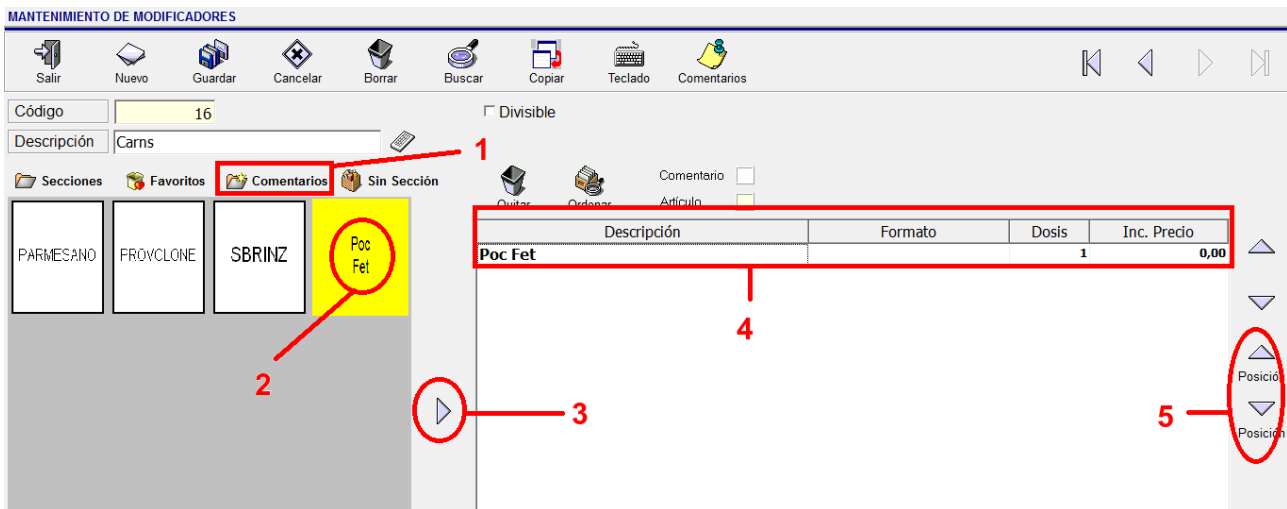 MANTENIMIENTO DE MODIFICADORES
Salir Nuevo Guardar Cancelar Borrar Buscar Copiar Teclado Comentarios
Código 16 Divisible
Descripción Carns
1
Secciones Favoritos Comentarios Sin Sección
Comentario
Quitar Ordenar Artículo
PARMESANO PROVCLONE SBRINZ Poc
Fet
Descripción Formato Dosis Inc. Precio
Poc Fet 1 0,00
4
2
Posición
3
5
Posición